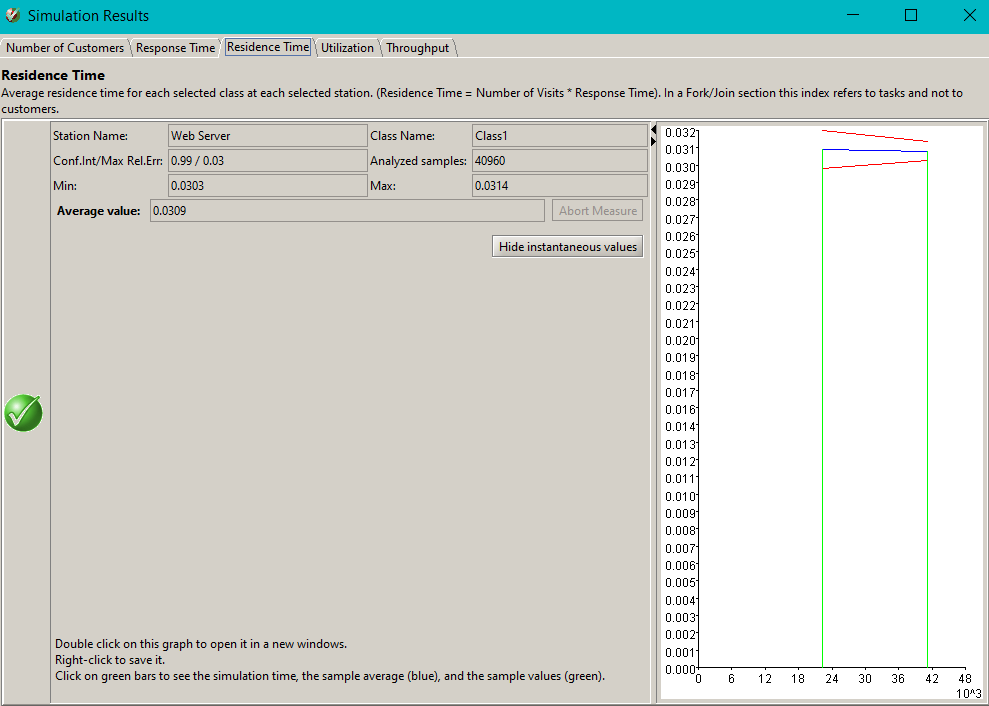 Simulation Results
Number of Customers Response Time Residence Time Utilization Throughput
Residence Time
Average residence time for each selected class at each selected station. (Residence Time = Number of Visits * Response Time). In a Fork/Join section this index refers to tasks and not to
customers.
Station Name: Web Server Class Name: Class1
Conf.Int/Max Rel.Err: 0.99 / 0.03 Analyzed samples: 40960
Min: 0.0303 Max: 0.0314
Average value: 0.0309 Abort Measure
Hide instantaneous values
Double click on this graph to open it in a new windows.
Right-click to save it.
Click on green bars to see the simulation time, the sample average (blue), and the sample values (green).
0.032
0.031
0.030
0.029
0.028
0.027
0.026
0.025
0.024
0.023
0.022
0.021
0.020
0.019
0.018
0.017
0.016
0.014
0.013
0.012
0.011
0.010
0.009
0.008
0.007
0.006
0.005
0.004
0.003
0.002
0.001
0.000
0 6 12 18 24 30 36 42 48
10^3